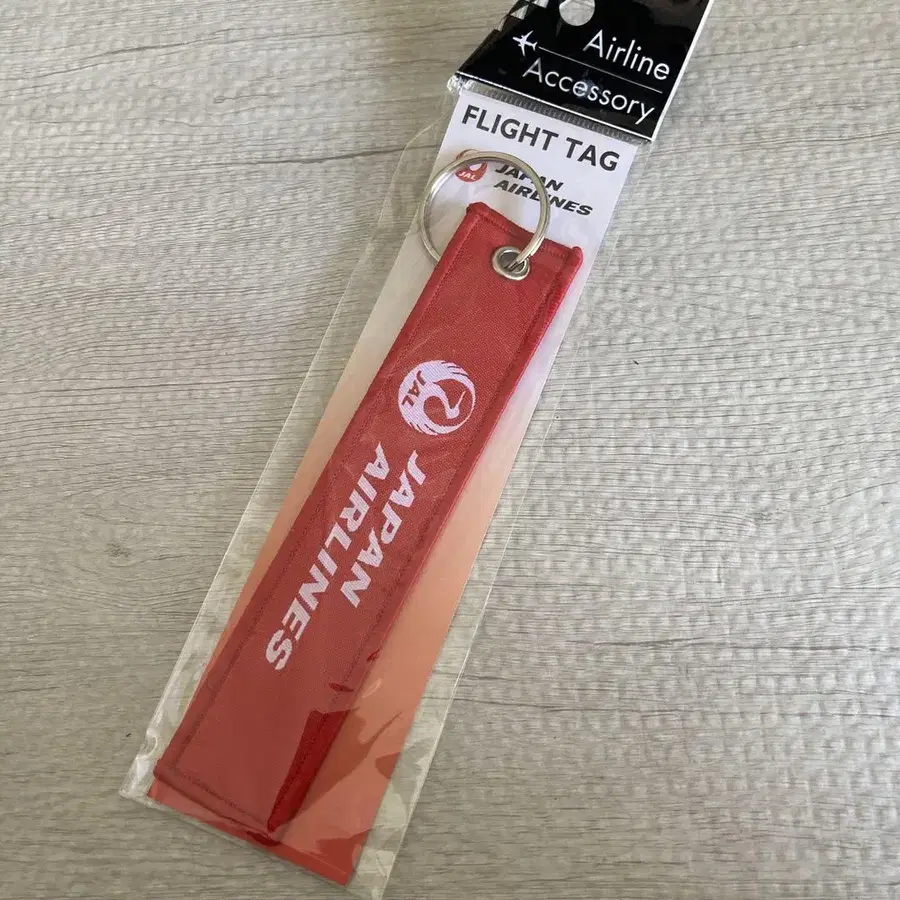 Airline
Accessory
FLIGHT TAG
JAL
JAPAN
AIRLINES
JAL
JAPAN
AIRLINES